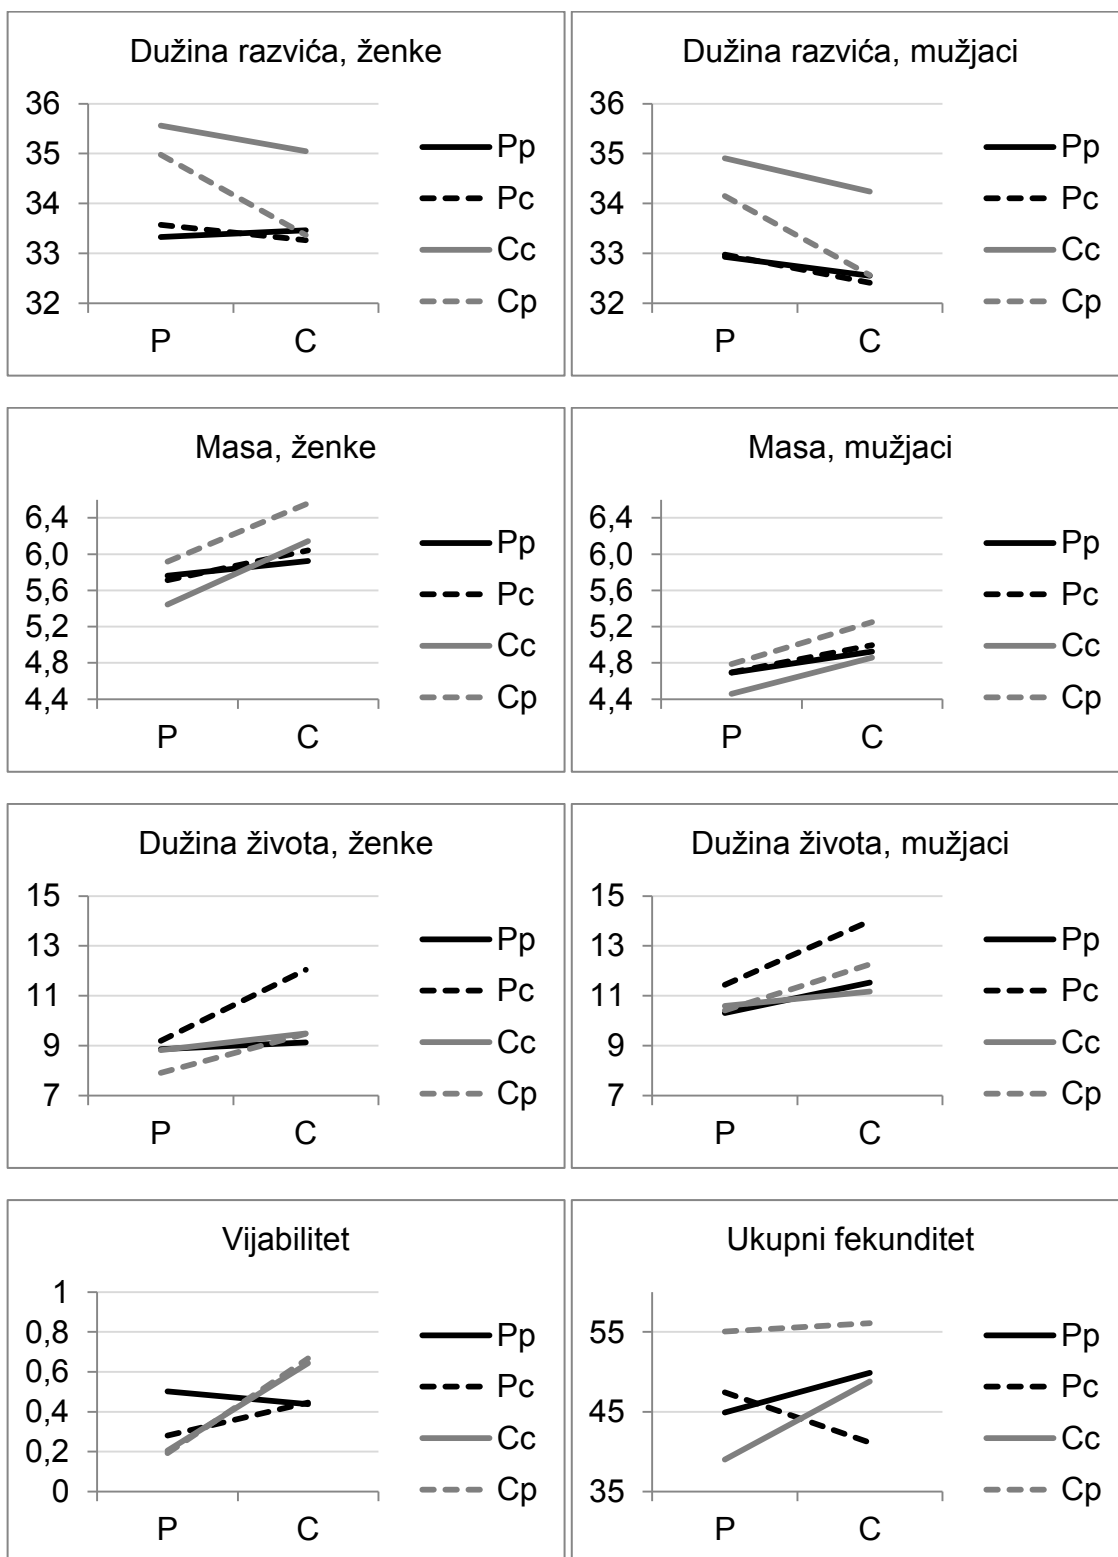 Dužina razvića, ženke
36
35
34
33
32
P
C
Pp
Pc
Cc
Cp
Dužina razvića, mužjaci
36
35
34
33
32
P
C
Pp
Pc
Cc
Cp
Masa, ženke
6,4
6,0
5,6
5,2
4,8
4,4
P
C
Pp
Pc
Cc
Cp
Masa, mužjaci
6,4
6,0
5,6
5,2
4,8
4,4
P
C
Pp
Pc
Cc
Cp
Dužina života, ženke
15
13
11
9
7
P
C
Pp
Pc
Cc
Cp
Dužina života, mužjaci
15
13
11
9
7
P
C
Pp
Pc
Cc
Cp
Vijabilitet
1
0,8
0,6
0,4
0,2
0
P
C
Pp
Pc
Cc
Cp
Ukupni fekunditet
55
45
35
P
C
Pp
Pc
Cc
Cp